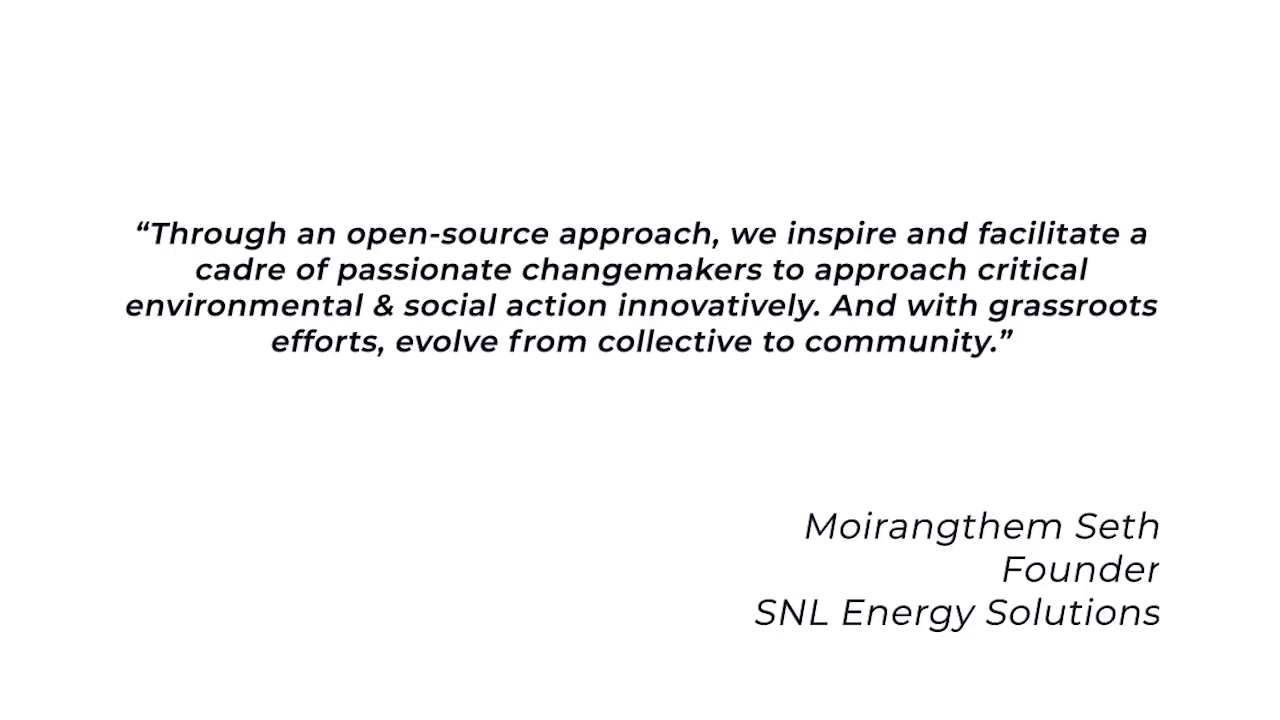 “Through an open-source approach, we inspire and facilitate a
cadre of passionate changemakers to approach critical
environmental & social action innovatively. And with grassroots
efforts, evolve from collective to community.”
Moirangthem Seth
Founder
SNL Energy Solutions